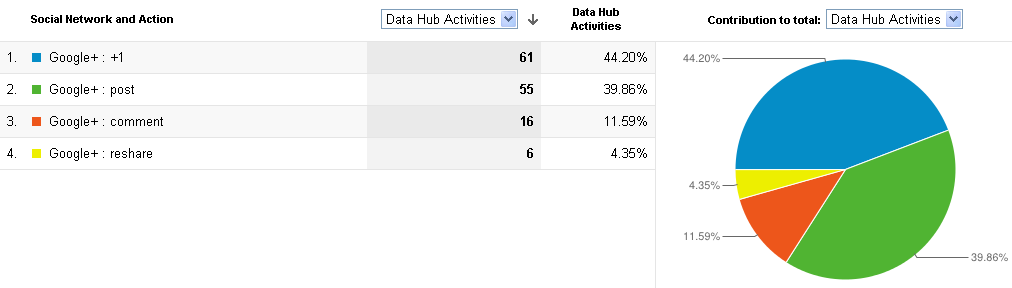 Social Network and Action
Data Hub Activities
Data Hub
Activities
Contribution to total: Data Hub Activities
1. Google+ : +1 61 44.20%
2. Google+ : post 55 39.86%
3. Google+ : comment 16 11.59%
4. Google+ : reshare 6 4.35%
44.20%
4.35%
11.59%
39.86%